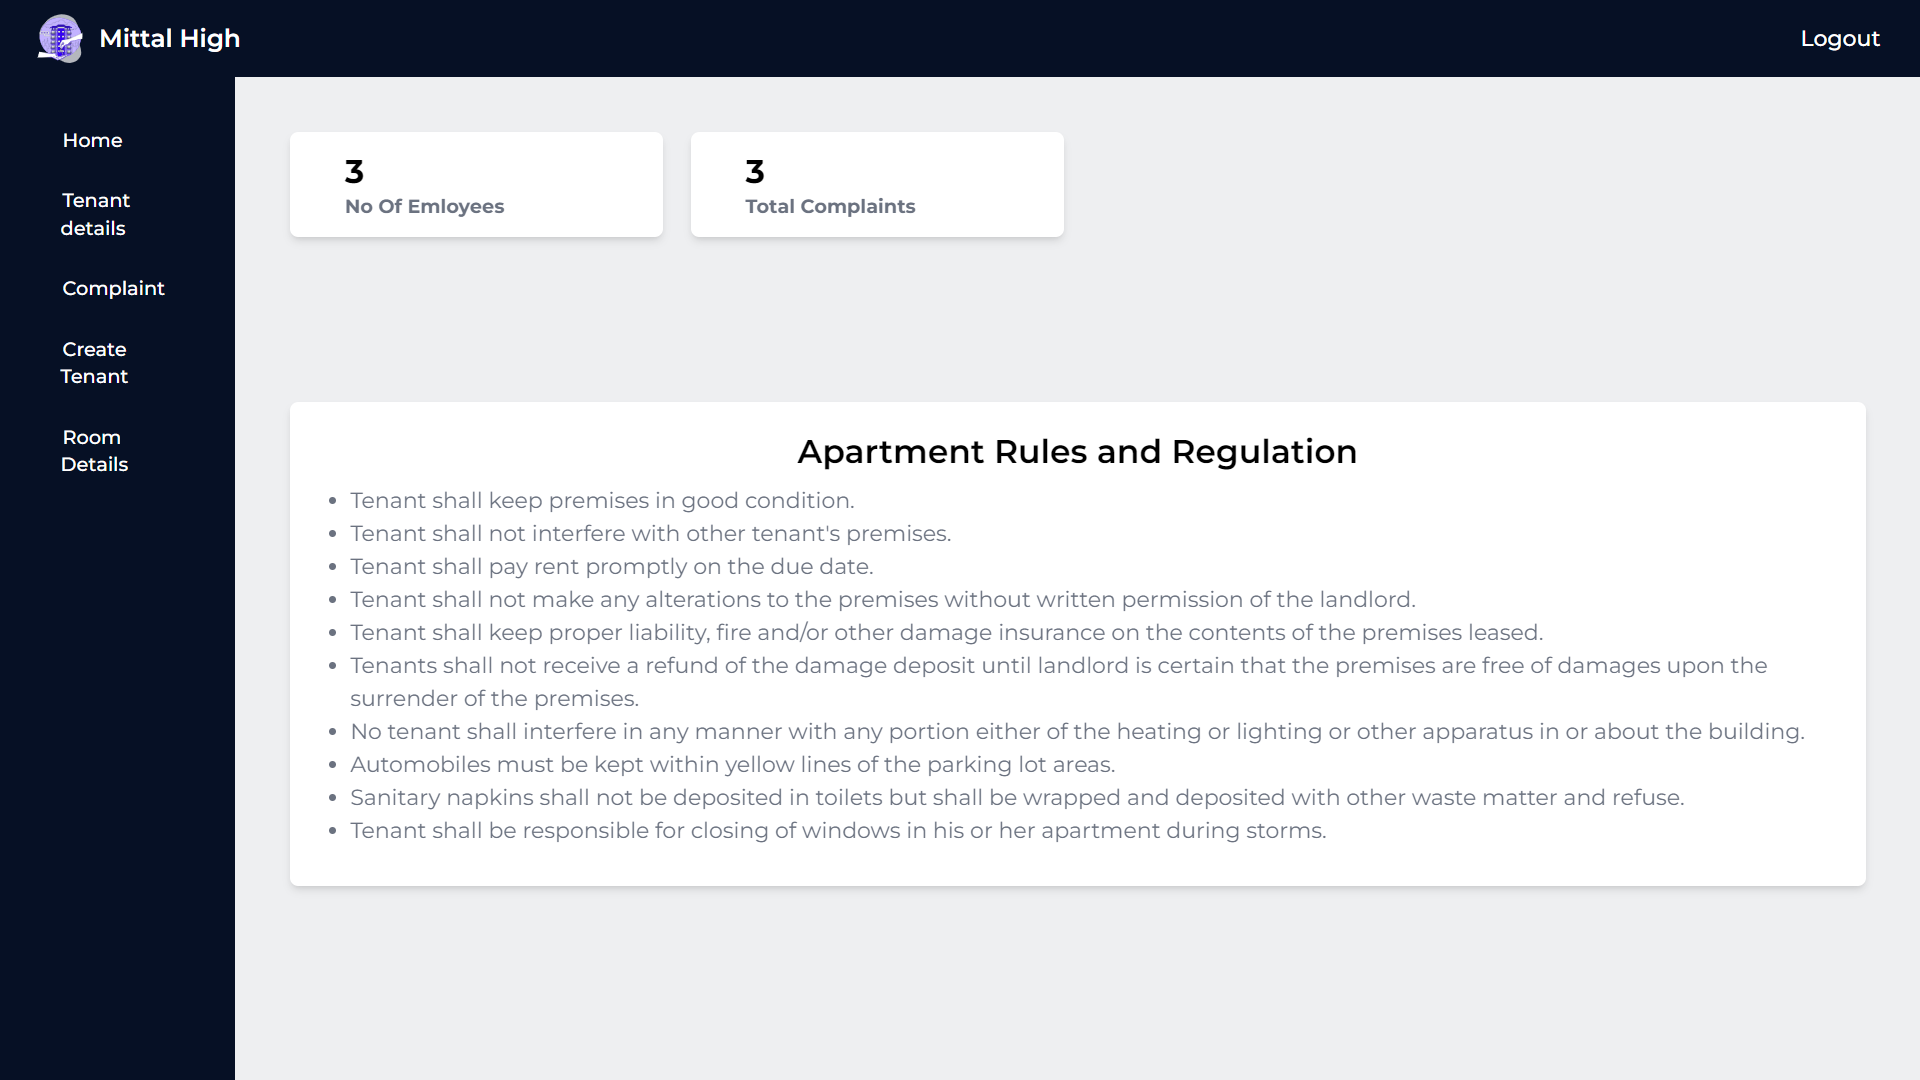 Mittal High
Logout
Home
Tenant
details
Complaint
Create
Tenant
Room
Details
3
No Of Emloyees
3
Total Complaints
Apartment Rules and Regulation
• Tenant shall keep premises in good condition.
• Tenant shall not interfere with other tenant's premises.
• Tenant shall pay rent promptly on the due date.
• Tenant shall not make any alterations to the premises without written permission of the landlord.
• Tenant shall keep proper liability, fire and/or other damage insurance on the contents of the premises leased.
• Tenants shall not receive a refund of the damage deposit until landlord is certain that the premises are free of damages upon the
surrender of the premises.
• No tenant shall interfere in any manner with any portion either of the heating or lighting or other apparatus in or about the building.
• Automobiles must be kept within yellow lines of the parking lot areas.
• Sanitary napkins shall not be deposited in toilets but shall be wrapped and deposited with other waste matter and refuse.
• Tenant shall be responsible for closing of windows in his or her apartment during storms.